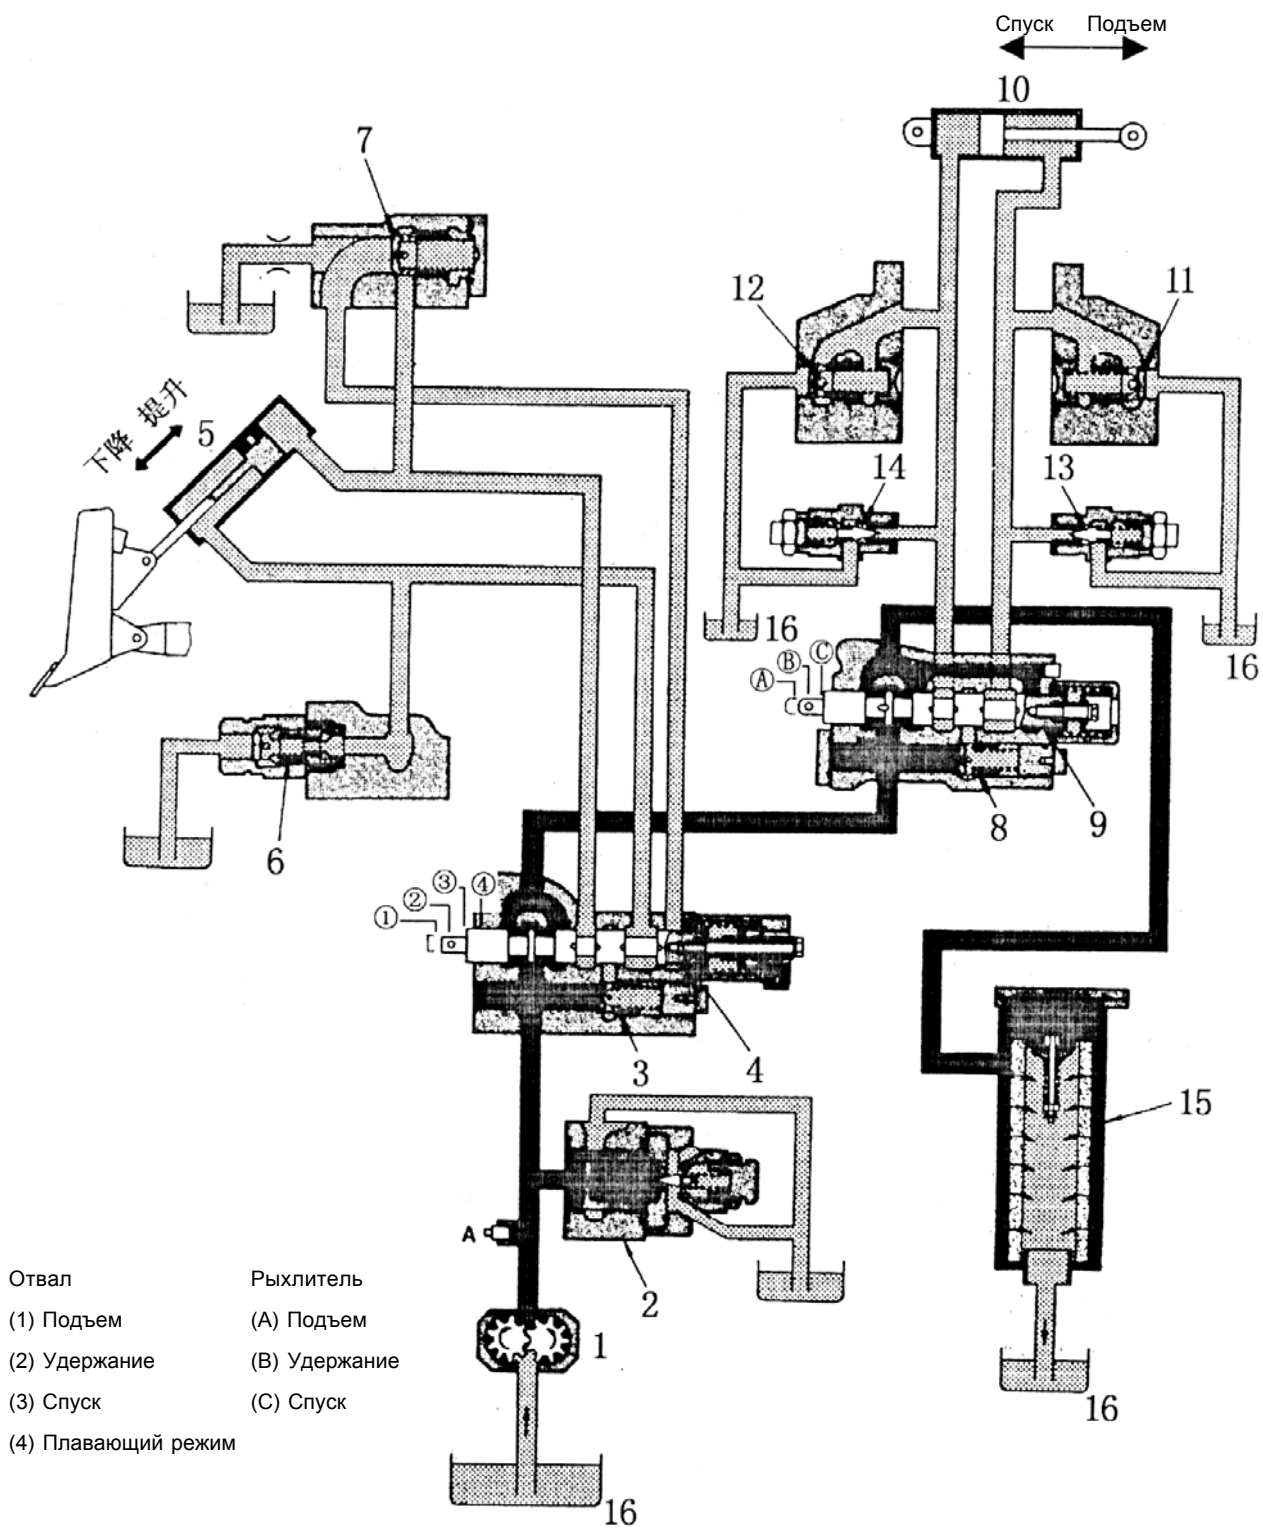 Спуск Подъем
10
7
12
11
下降 提升
5
14
13
16
16
Ⓐ Ⓑ Ⓒ
6
8
9
① ② ③ ④
3
4
15
A
2
1
16
16
Отвал Рыхлитель
(1) Подъем (A) Подъем
(2) Удержание (B) Удержание
(3) Спуск (C) Спуск
(4) Плавающий режим